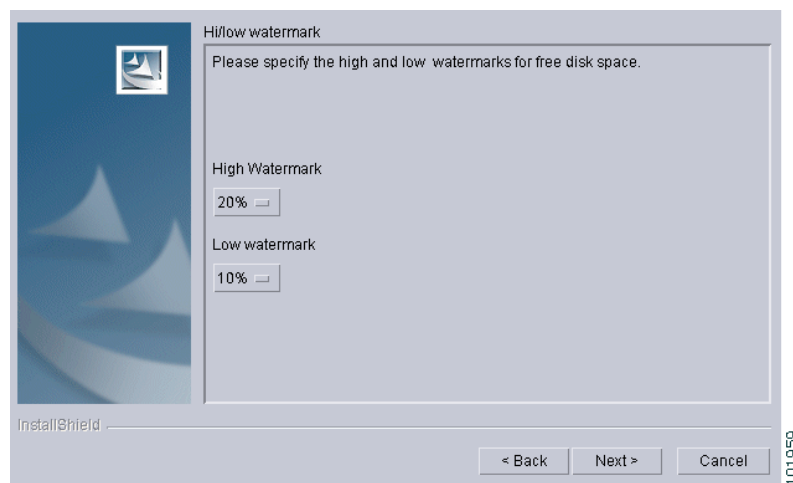 Hi/low watermark
Please specify the high and low watermarks for free disk space.
High Watermark
20%
Low watermark
10%
InstallShield
< Back
Next >
Cancel
101959